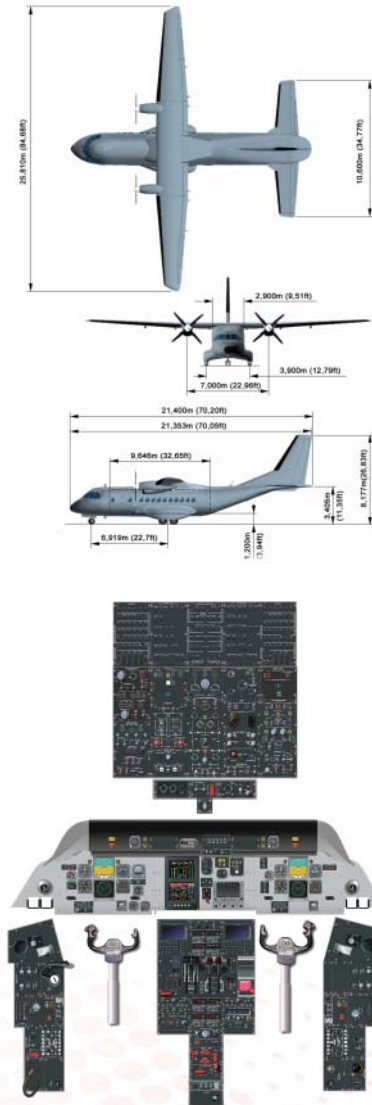 25,810m (84,68ft)
10,600m (34,77ft)
2,900m (9,51ft)
3,900m (12,79ft)
7,000m (22,96ft)
21,400m (70,20ft)
21,353m (70,05ft)
9,646m (32,65ft)
8,177m(26,83ft)
3,405m
(11,35ft)
6,919m (22,7ft)
1,200m
(3,94ft)